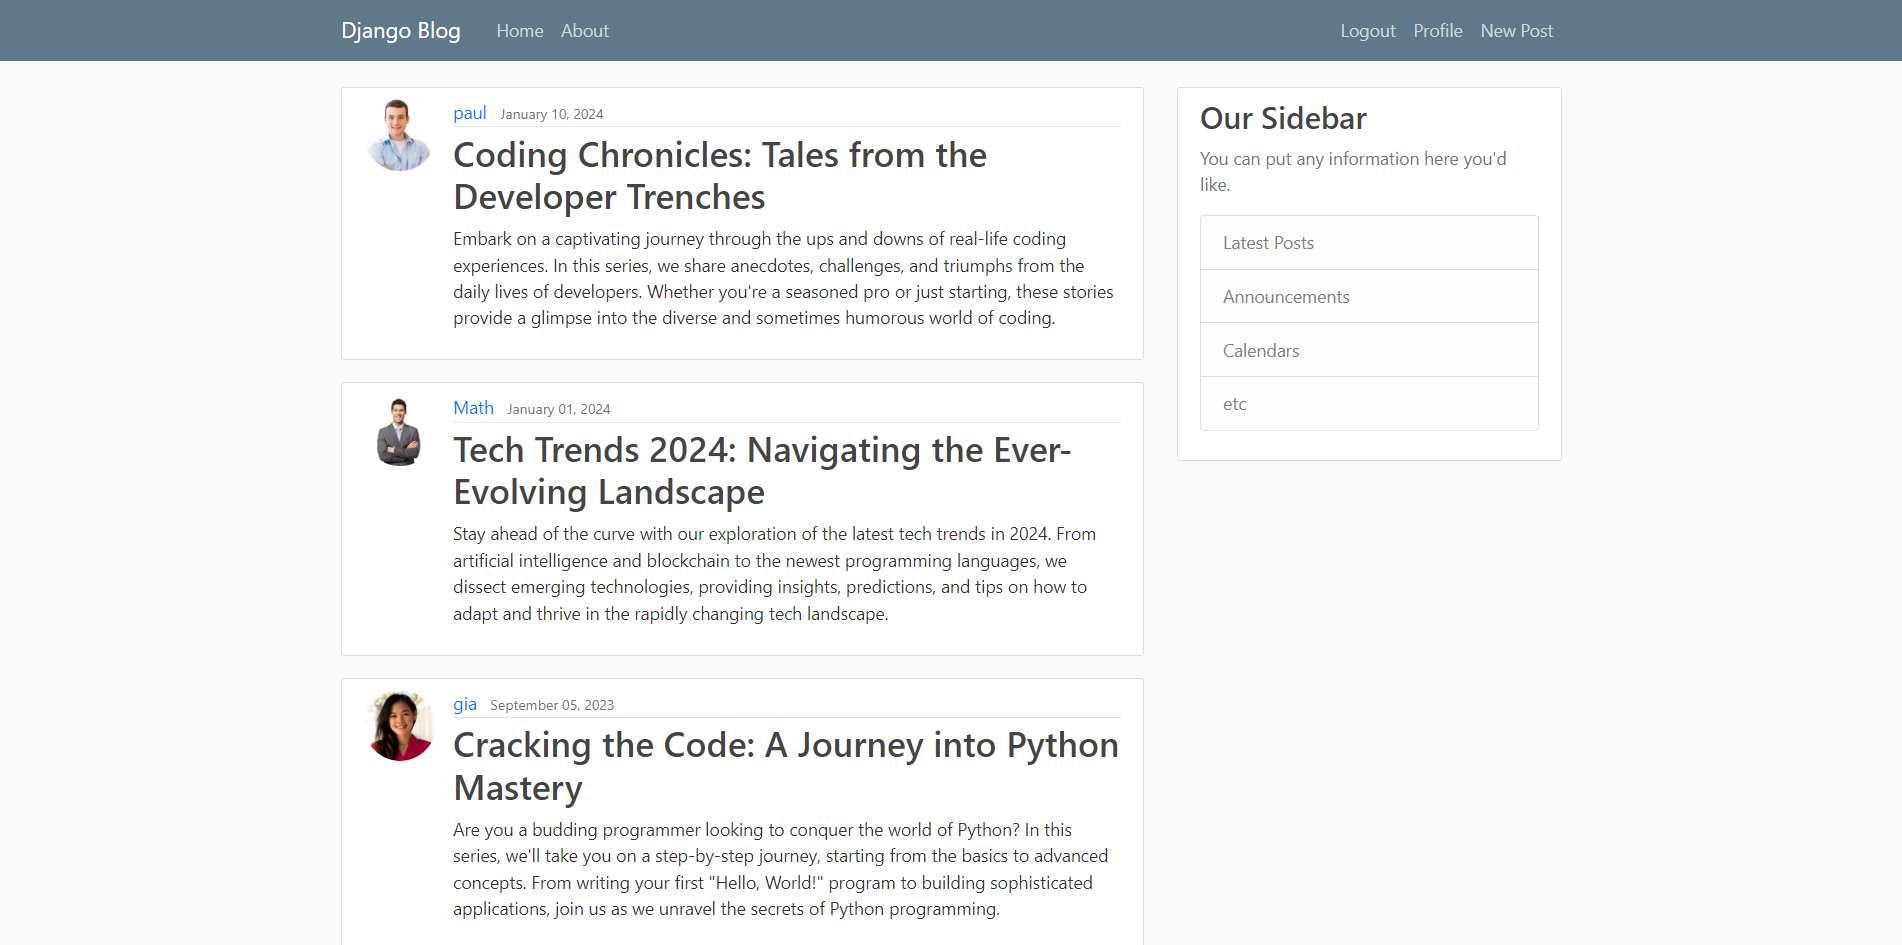 Django Blog Home About Logout Profile New Post
paul January 10, 2024
Coding Chronicles: Tales from the
Developer Trenches
Embark on a captivating journey through the ups and downs of real-life coding
experiences. In this series, we share anecdotes, challenges, and triumphs from the
daily lives of developers. Whether you're a seasoned pro or just starting, these stories
provide a glimpse into the diverse and sometimes humorous world of coding.
Math January 01, 2024
Tech Trends 2024: Navigating the Ever-
Evolving Landscape
Stay ahead of the curve with our exploration of the latest tech trends in 2024. From
artificial intelligence and blockchain to the newest programming languages, we
dissect emerging technologies, providing insights, predictions, and tips on how to
adapt and thrive in the rapidly changing tech landscape.
gia September 05, 2023
Cracking the Code: A Journey into Python
Mastery
Are you a budding programmer looking to conquer the world of Python? In this
series, we'll take you on a step-by-step journey, starting from the basics to advanced
concepts. From writing your first "Hello, World!" program to building sophisticated
applications, join us as we unravel the secrets of Python programming.
Our Sidebar
You can put any information here you'd
like.
Latest Posts
Announcements
Calendars
etc